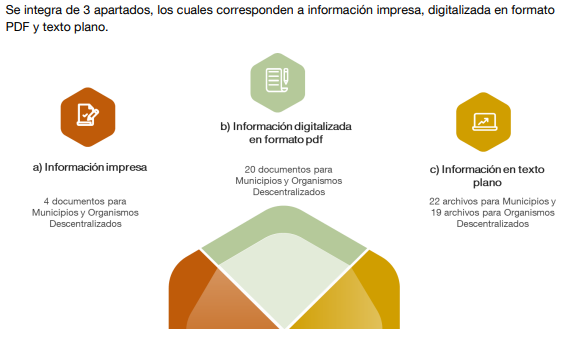 Se integra de 3 apartados, los cuales corresponden a información impresa, digitalizada en formato
PDF y texto plano.
a) Información impresa
4 documentos para
Municipios y Organismos
Descentralizados
b) Información digitalizada
en formato pdf
20 documentos para
Municipios y Organismos
Descentralizados
c) Información en texto
plano
22 archivos para Municipios y
19 archivos para Organismos
Descentralizados